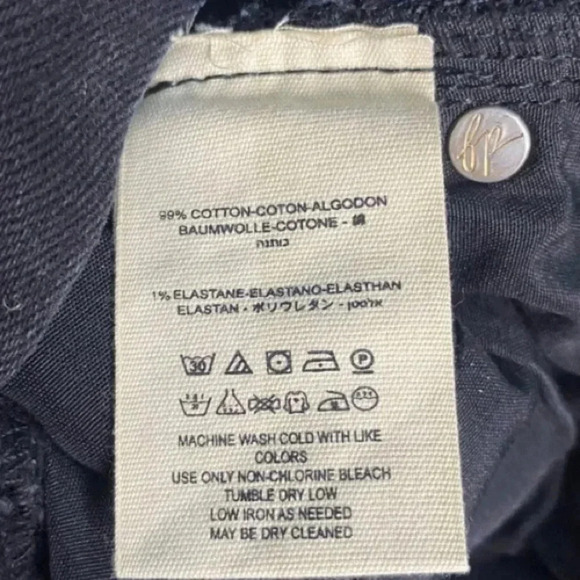 99% COTTON-COTON-ALGODON
BAUMWOLLE-COTONE - 綿
כותנה
1% ELASTANE-ELASTANO-ELASTHAN
ELASTAN - ポリウレタン - אלסטן
30
P
MACHINE WASH COLD WITH LIKE
COLORS
USE ONLY NON-CHLORINE BLEACH
TUMBLE DRY LOW
LOW IRON AS NEEDED
MAY BE DRY CLEANED
fp